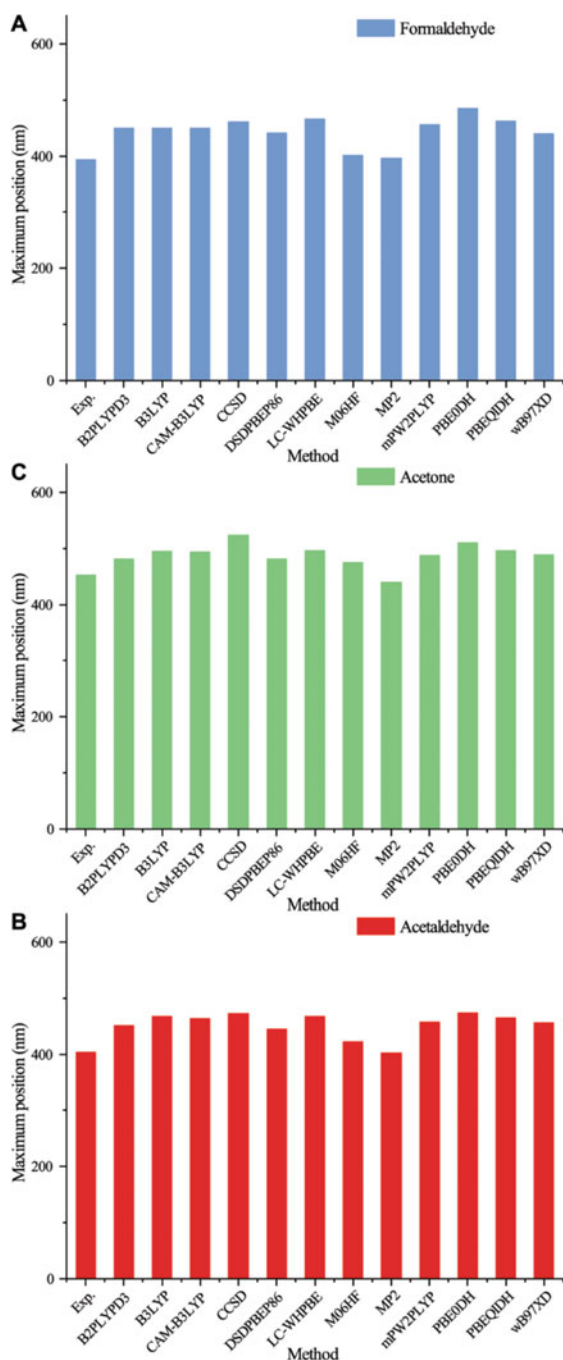 A
Formaldehyde
Maximum position (nm)
600
400
200
0
Exp.
B2PLYPD3
B3LYP
CAM-B3LYP
CCSD
DSDPBEP86
LC-WHPBE
M06HF
MP2
mPW2PLYP
PBE0DH
PBEQIDH
wB97XD
Method
C
Acetone
Maximum position (nm)
600
400
200
0
Exp.
B2PLYPD3
B3LYP
CAM-B3LYP
CCSD
DSDPBEP86
LC-WHPBE
M06HF
MP2
mPW2PLYP
PBE0DH
PBEQIDH
wB97XD
Method
B
Acetaldehyde
Maximum position (nm)
600
400
200
0
Exp.
B2PLYPD3
B3LYP
CAM-B3LYP
CCSD
DSDPBEP86
LC-WHPBE
M06HF
MP2
mPW2PLYP
PBE0DH
PBEQIDH
wB97XD
Method